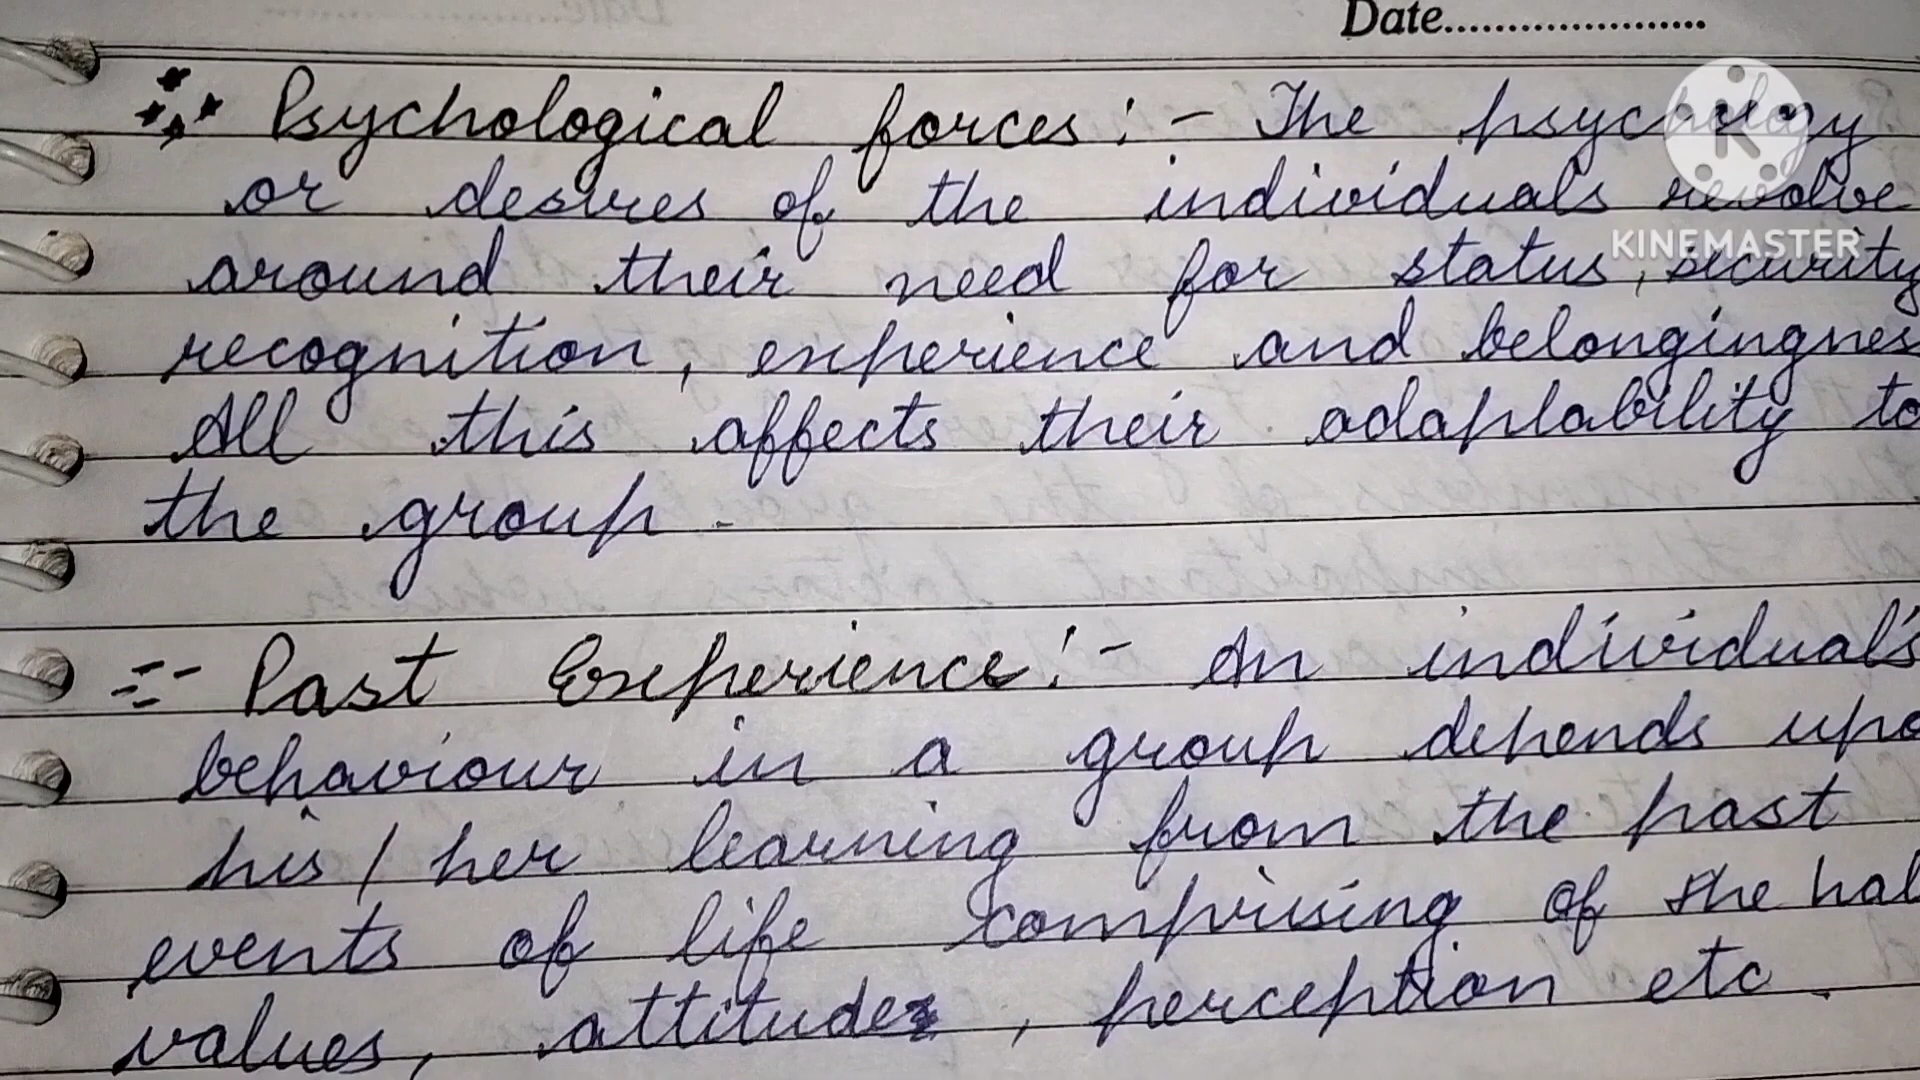 Date......................
Psychological forces :- The psychology
or desires of the individuals revolve
KINEMASTER
around their need for status, security
recognition, experience and belongingnes
All this affects their adaptability to
the group.
Past Experience :- An individual's
behaviour in a group depends upo
his / her learning from the past
events of life comprising of the hal
values, attitudes, perception etc.